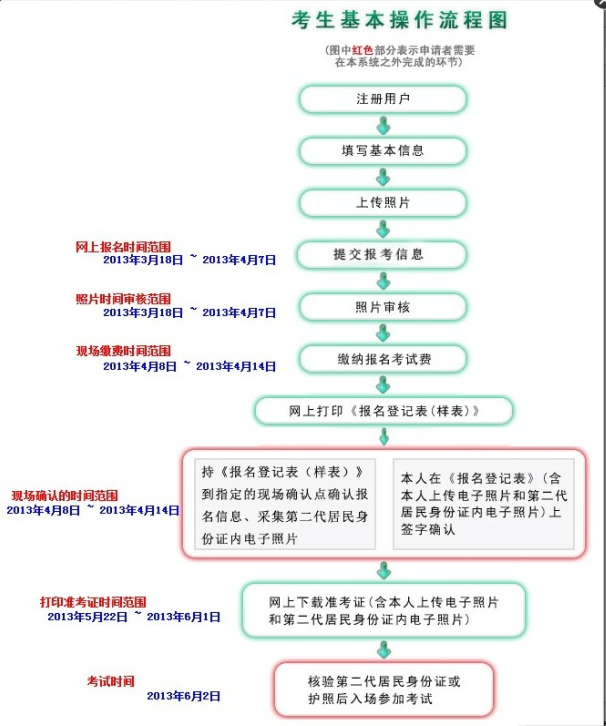 考生基本操作流程图
(图中红色部分表示申请者需要
在本系统之外完成的环节)
注册用户
填写基本信息
上传照片
网上报名时间范围
2013年3月18日 ~ 2013年4月7日
提交报考信息
照片时间审核范围
2013年3月18日 ~ 2013年4月7日
照片审核
现场缴费时间范围
2013年4月8日 ~ 2013年4月14日
缴纳报名考试费
网上打印《报名登记表(样表)》
现场确认的时间范围
2013年4月8日 ~ 2013年4月14日
持《报名登记表（样表）》
到指定的现场确认点确认报
名信息、采集第二代居民身
份证内电子照片
本人在《报名登记表》(含
本人上传电子照片和第二代
居民身份证内电子照片)上
签字确认
打印准考证时间范围
2013年5月22日 ~ 2013年6月1日
网上下载准考证(含本人上传电子照片
和第二代居民身份证内电子照片)
考试时间
2013年6月2日
核验第二代居民身份证或
护照后入场参加考试